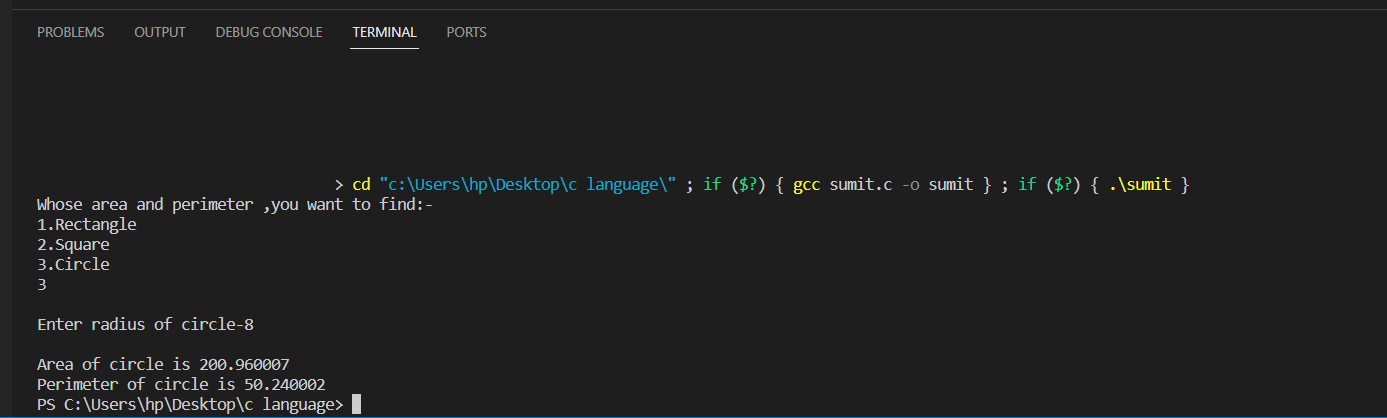 PROBLEMS OUTPUT DEBUG CONSOLE TERMINAL PORTS
> cd "c:\Users\hp\Desktop\c language\" ; if ($?) { gcc sumit.c -o sumit } ; if ($?) { .\sumit }
Whose area and perimeter ,you want to find:-
1.Rectangle
2.Square
3.Circle
3
Enter radius of circle-8
Area of circle is 200.960007
Perimeter of circle is 50.240002
PS C:\Users\hp\Desktop\c language>